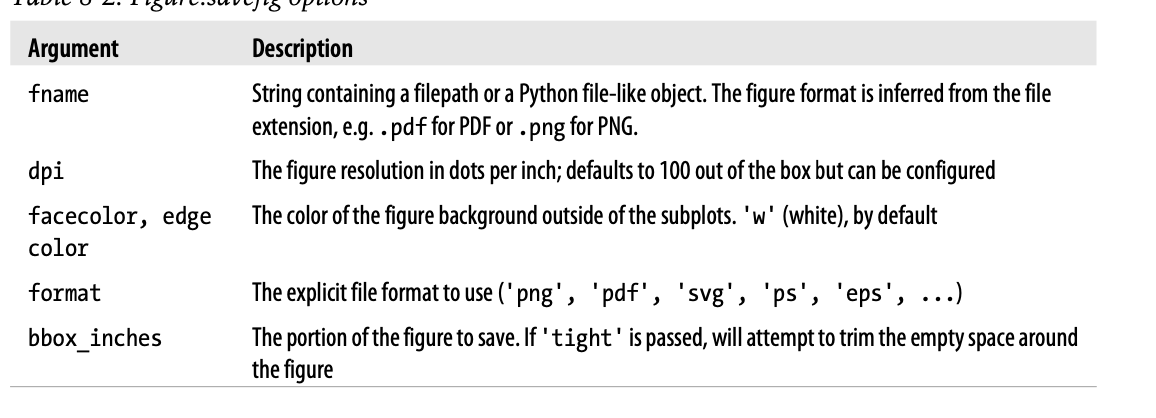 Table 8-2. Figure.savefig options
Argument Description
fname String containing a filepath or a Python file-like object. The figure format is inferred from the file
extension, e.g. .pdf for PDF or .png for PNG.
dpi The figure resolution in dots per inch; defaults to 100 out of the box but can be configured
facecolor, edge The color of the figure background outside of the subplots. 'w' (white), by default
color
format The explicit file format to use ('png', 'pdf', 'svg', 'ps', 'eps', ...)
bbox_inches The portion of the figure to save. If 'tight' is passed, will attempt to trim the empty space around
the figure